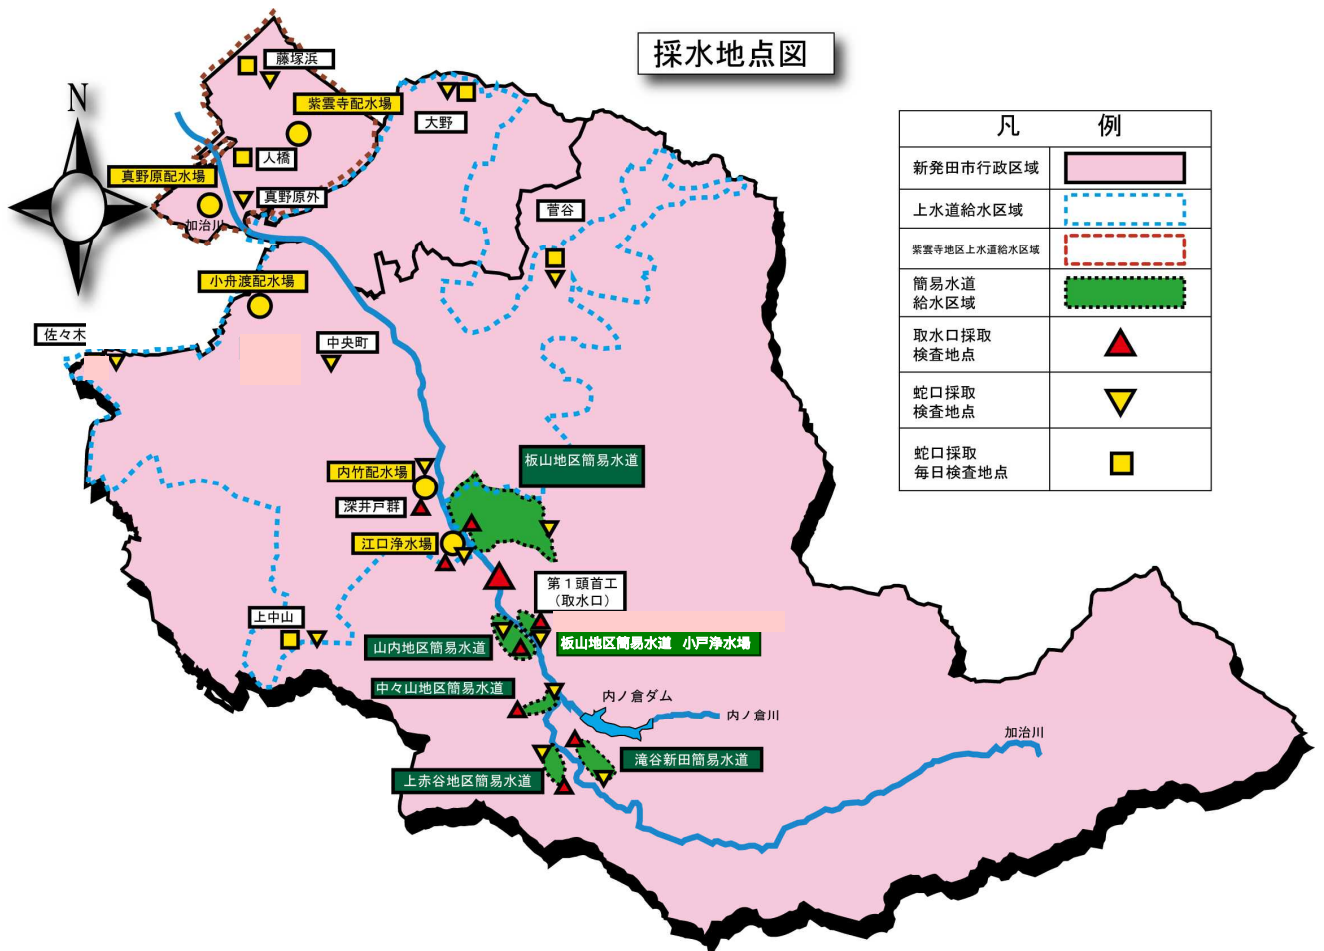 採水地点図
N
藤塚浜
紫雲寺配水場
大野
人橋
真野原配水場
真野原外
加治川
菅谷
小舟渡配水場
佐々木
中央町
凡 例
新発田市行政区域
上水道給水区域
紫雲寺地区上水道給水区域
簡易水道
給水区域
取水口採取
検査地点
蛇口採取
検査地点
蛇口採取
毎日検査地点
内竹配水場
板山地区簡易水道
深井戸群
江口浄水場
第1頭首工
(取水口)
上中山
山内地区簡易水道
板山地区簡易水道 小戸浄水場
中々山地区簡易水道
内ノ倉ダム
内ノ倉川
加治川
滝谷新田簡易水道
上赤谷地区簡易水道